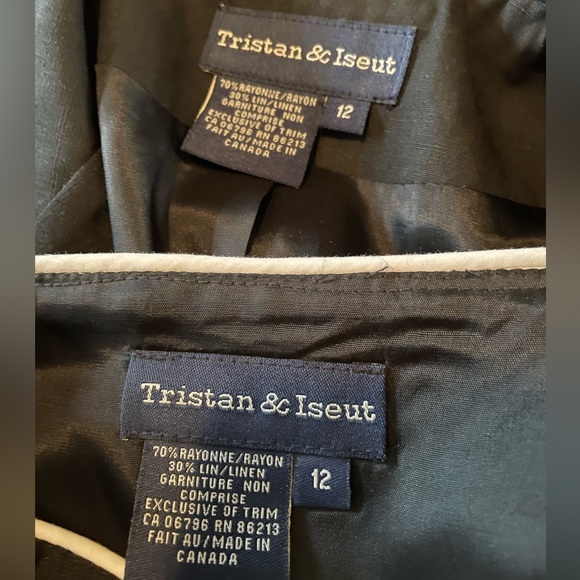 Tristan & Iseut
70% RAYONNE/RAYON
30% LIN/LINEN
GARNITURE NON
COMPRISE
EXCLUSIVE OF TRIM
CA 06796 RN 86213
FAIT AU/MADE IN
CANADA
12
Tristan & Iseut
70% RAYONNE/RAYON
30% LIN/LINEN
GARNITURE NON
COMPRISE
EXCLUSIVE OF TRIM
CA 06796 RN 86213
FAIT AU/MADE IN
CANADA
12